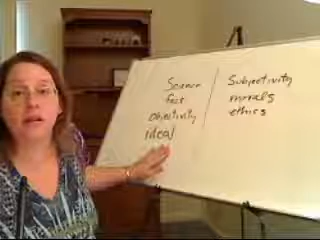 Science
fact
objectivity
ideal
Subjectivity
morals
ethics